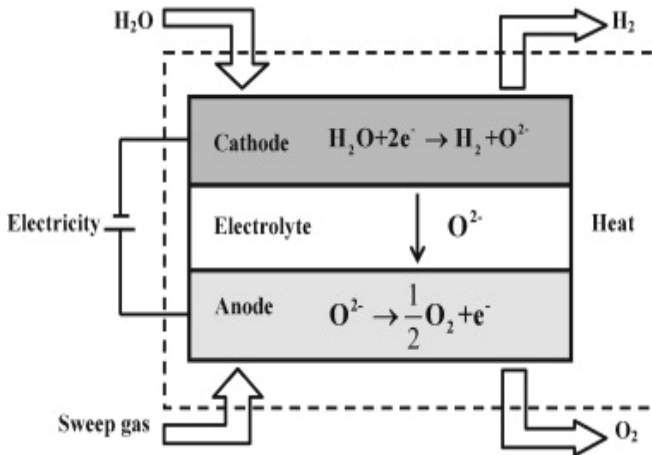 H₂O
H₂
Cathode H₂O+2e⁻ → H₂+O²⁻
Electricity
Electrolyte O²⁻
Heat
Anode O²⁻ → 1/2 O₂+e⁻
Sweep gas
O₂